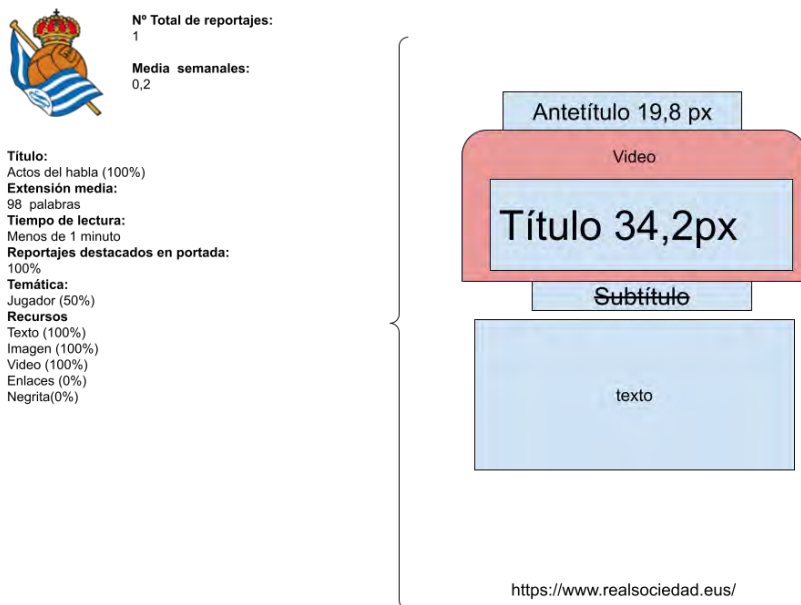 Nº Total de reportajes:
1
Media semanales:
0,2
Título:
Actos del habla (100%)
Extensión media:
98 palabras
Tiempo de lectura:
Menos de 1 minuto
Reportajes destacados en portada:
100%
Temática:
Jugador (50%)
Recursos
Texto (100%)
Imagen (100%)
Video (100%)
Enlaces (0%)
Negrita(0%)
Antetítulo 19,8 px
Video
Título 34,2px
Subtítulo
texto
https://www.realsociedad.eus/